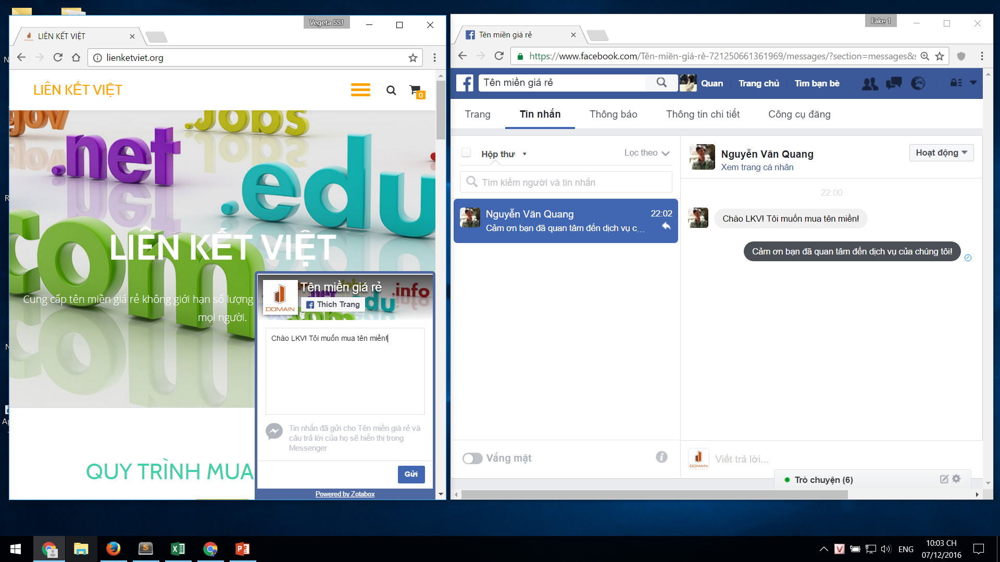 Vegeta SSJ
LIÊN KẾT VIỆT
lienketviet.org
LIÊN KẾT VIỆT
0
.gov
.Jobs
.net
.edu
.com
LIÊN KẾT VIỆT
Cung cấp tên miền giá rẻ không giới hạn số lượng
mọi người.
QUY TRÌNH MUA
Tên miền giá rẻ
.info
Thích Trang
DOMAIN
Chào LKV! Tôi muốn mua tên miền!
Tin nhắn đã gửi cho Tên miền giá rẻ và
câu trả lời của họ sẽ hiển thị trong
Messenger
Gửi
Powered by Zotabox
Fake 1
Tên miền giá rẻ
https://www.facebook.com/Tên-miền-giá-rẻ-721250661361969/messages/?section=messages&s
Tên miền giá rẻ
Quan
Trang chủ
Tìm bạn bè
Trang
Tin nhắn
Thông báo
Thông tin chi tiết
Công cụ đăng
Hộp thư
Lọc theo
Tìm kiếm người và tin nhắn
Nguyễn Văn Quang
22:02
Cảm ơn bạn đã quan tâm đến dịch vụ c...
Vắng mặt
Nguyễn Văn Quang
Xem trang cá nhân
Hoạt động
22:00
Chào LKV! Tôi muốn mua tên miền!
Cảm ơn bạn đã quan tâm đến dịch vụ của chúng tôi!
DOMAIN
Viết trả lời...
Trò chuyện (6)
ENG
10:03 CH
07/12/2016